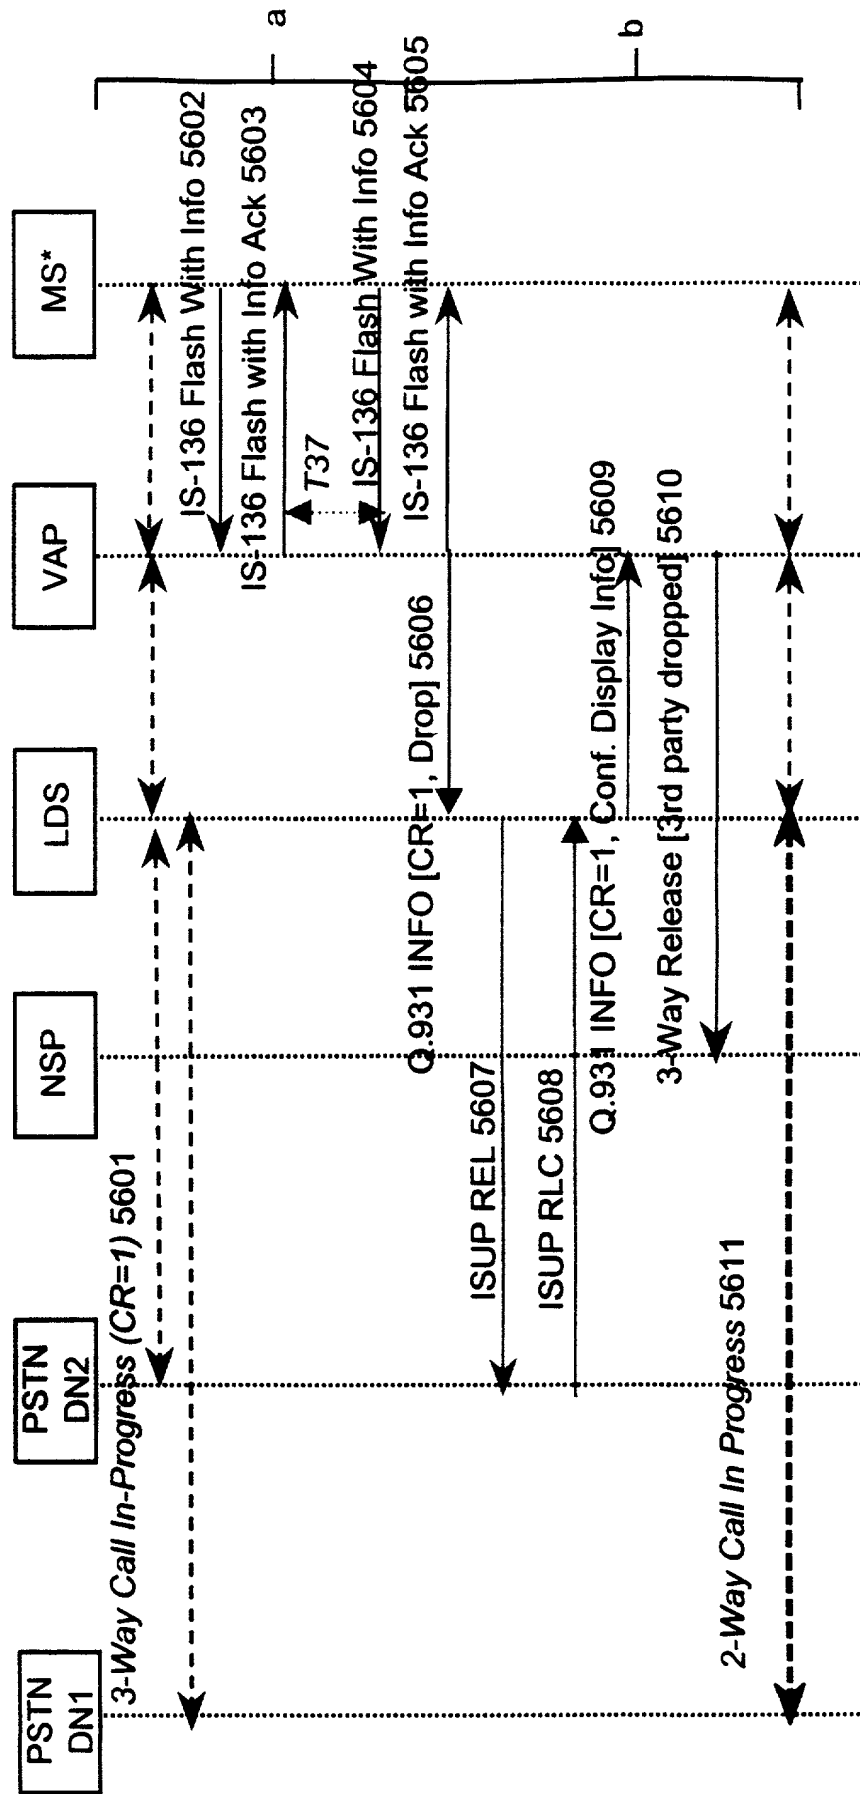 PSTN
DN1
PSTN
DN2
NSP
LDS
VAP
MS*
3-Way Call In-Progress (CR=1) 5601
IS-136 Flash With Info 5602
IS-136 Flash with Info Ack 5603
T37
IS-136 Flash With Info 5604
IS-136 Flash with Info Ack 5605
Q.931 INFO [CR=1, Drop] 5606
ISUP REL 5607
ISUP RLC 5608
Q.931 INFO [CR=1, Conf. Display Info] 5609
3-Way Release [3rd party dropped] 5610
2-Way Call In Progress 5611
a
b